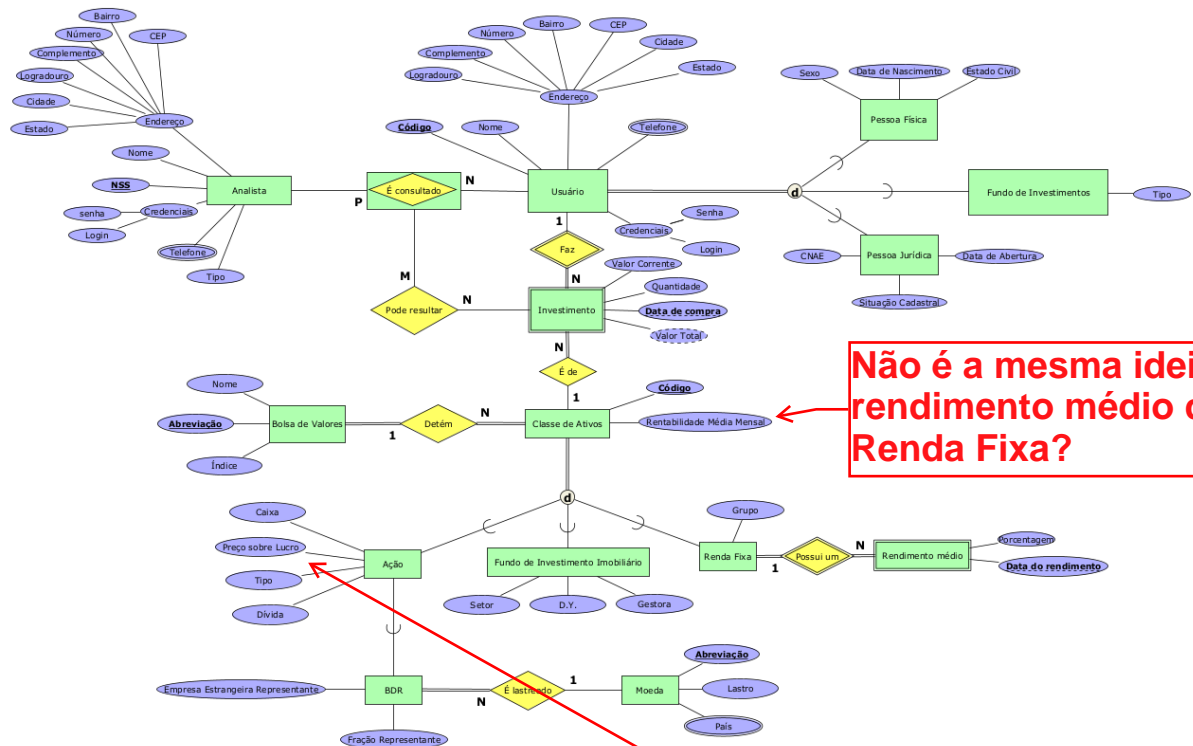 Bairro
Número
CEP
Complemento
Logradouro
Cidade
Endereço
Estado
Nome
NSS
Analista
senha
Credenciais
Login
Telefone
Tipo
É consultado
P
N
M
Pode resultar
N
Bairro
CEP
Número
Cidade
Complemento
Estado
Logradouro
Endereço
Código
Nome
Telefone
Usuário
Senha
Credenciais
Login
1
Faz
N
Valor Corrente
Quantidade
Investimento
Data de compra
Valor Total
N
É de
1
Sexo
Data de Nascimento
Estado Civil
Pessoa Física
d
Fundo de Investimentos
Tipo
CNAE
Pessoa Jurídica
Data de Abertura
Situação Cadastral
Nome
Abreviação
Bolsa de Valores
Índice
1
Detém
N
Classe de Ativos
Código
Rentabilidade Média Mensal
Não é a mesma
rendimento médio
Renda Fixa?
d
Caixa
Preço sobre Lucro
Ação
Tipo
Dívida
Fundo de Investimento Imobiliário
Setor
D.Y.
Gestora
Grupo
Renda Fixa
1
Possui um
N
Rendimento médio
Porcentagem
Data do rendimento
Empresa Estrangeira Representante
BDR
Fração Representante
N
É lastreado
1
Moeda
Abreviação
Lastro
País